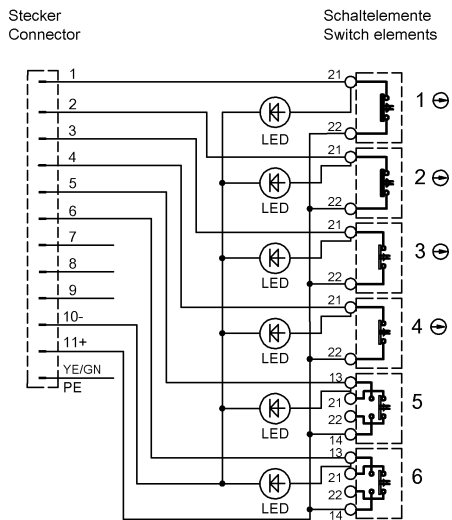 Stecker
Connector
Schaltelemente
Switch elements
1
2
3
4
5
6
7
8
9
10-
11+
YE/GN
PE
21
LED
22
1
21
LED
22
2
21
LED
22
3
21
LED
22
4
13
21
LED
22
14
5
13
21
LED
22
14
6